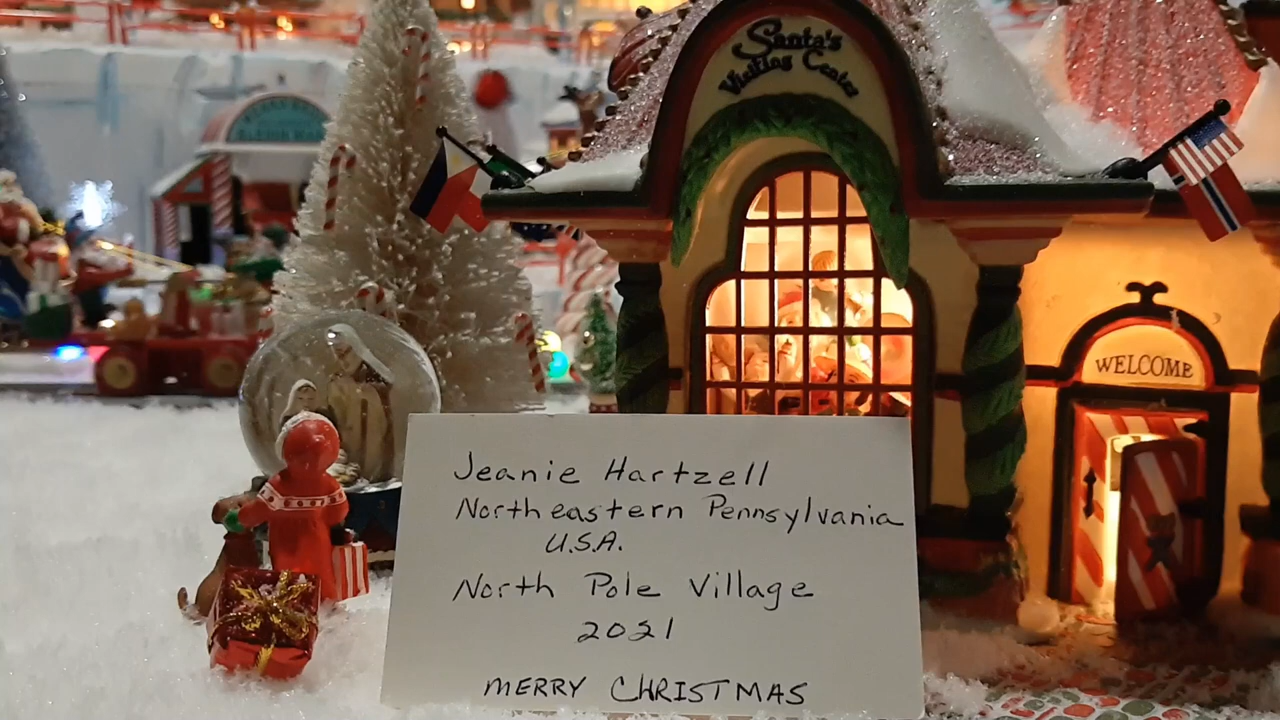 Santa's
Visiting Center
WELCOME
Jeanie Hartzell
Northeastern Pennsylvania
U.S.A.
North Pole Village
2021
MERRY CHRISTMAS